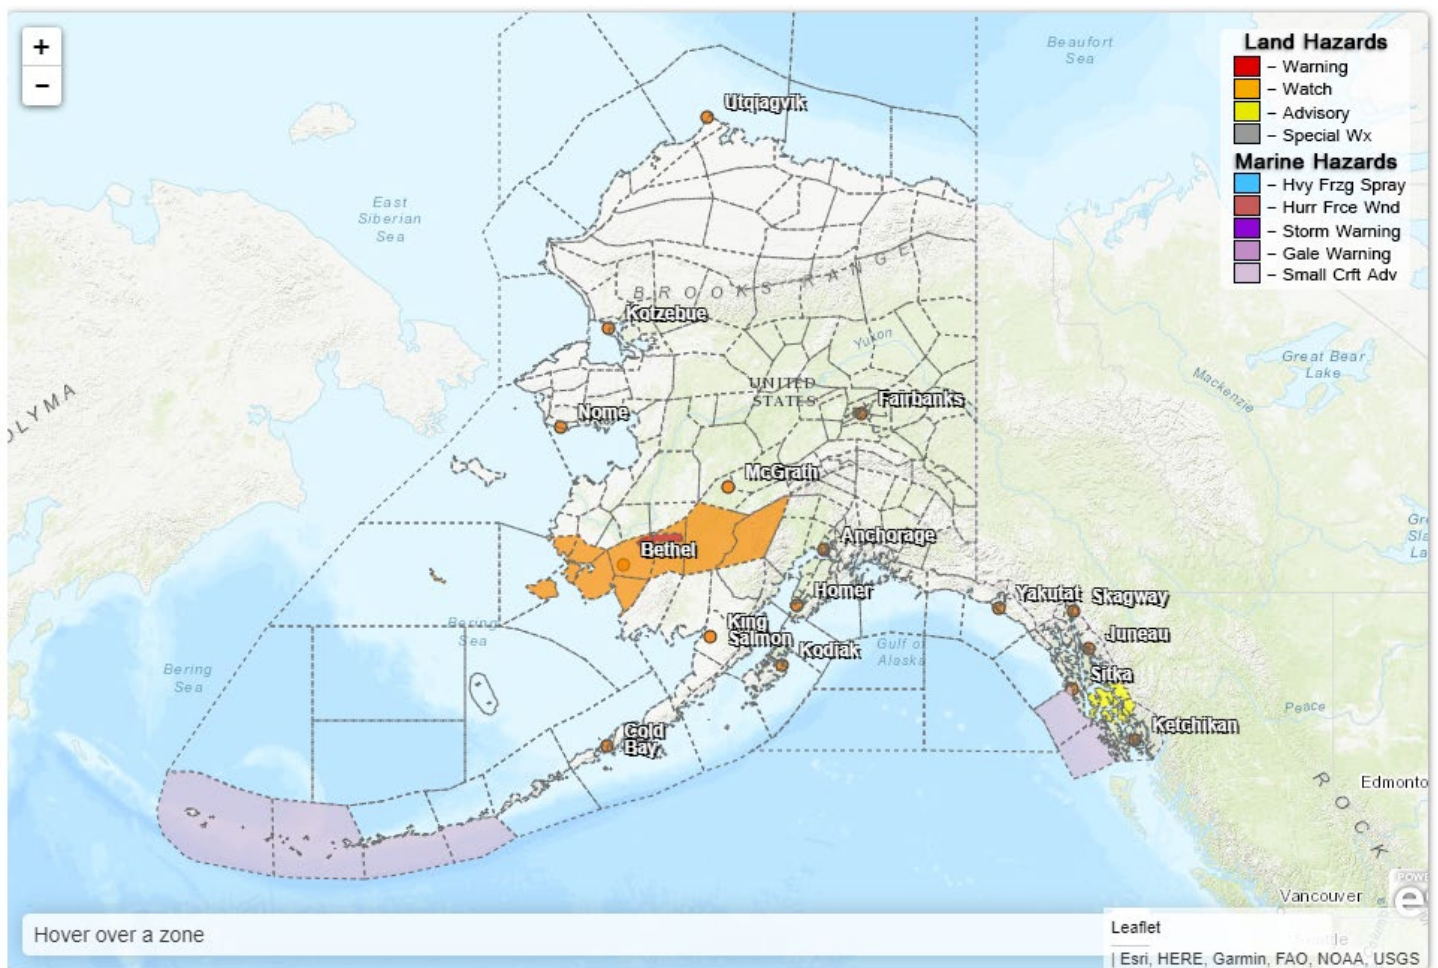 +
−
Land Hazards
– Warning
– Watch
– Advisory
– Special Wx
Marine Hazards
– Hvy Frzg Spray
– Hurr Frce Wnd
– Storm Warning
– Gale Warning
– Small Crft Adv
Beaufort
Sea
Utqiagvik
East
Siberian
Sea
BROOKS RANGE
Kotzebue
Yukon
Great Bear
Lake
Mackenzie
OLYMA
UNITED
STATES
Fairbanks
Nome
McGrath
Anchorage
Bethel
Homer
Yakutat
Skagway
King
Salmon
Kodiak
Juneau
Bering
Sea
Gulf of
Alaska
Bering
Sea
Sitka
Peace
Ketchikan
Cold
Bay
Edmonto
ROCK
Vancouver
POWE
Hover over a zone
Leaflet
| Esri, HERE, Garmin, FAO, NOAA, USGS